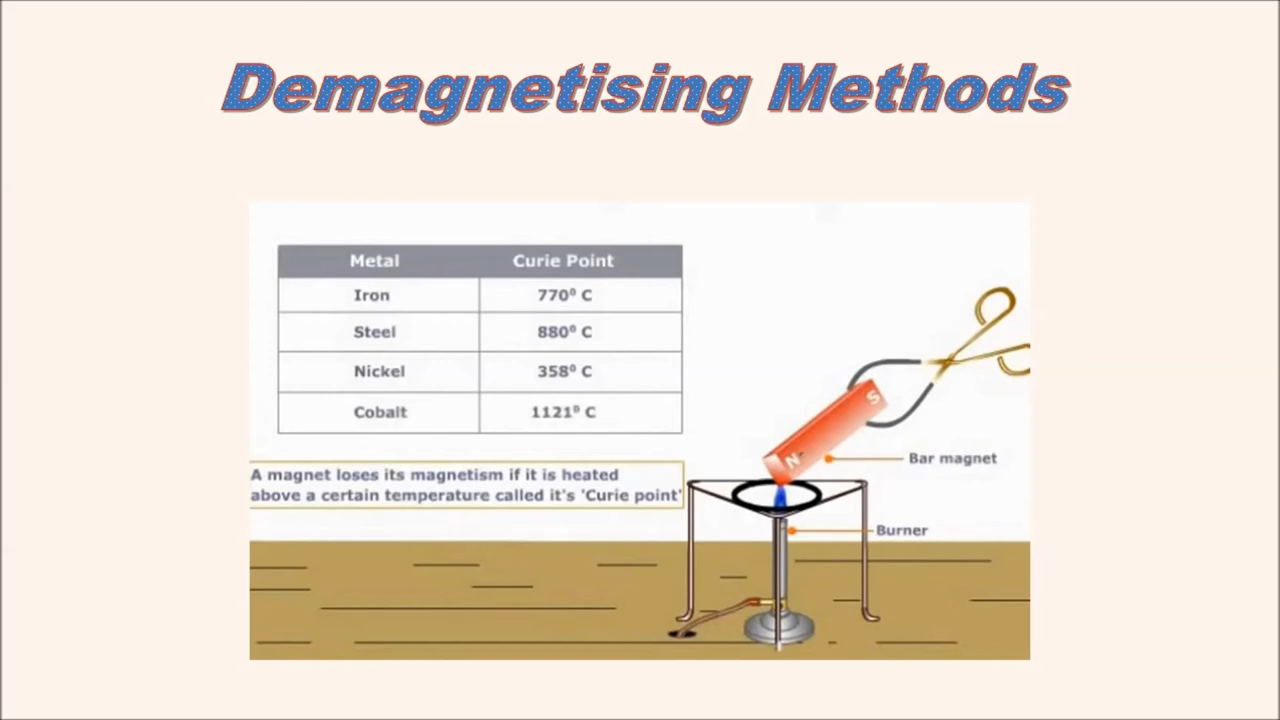 Demagnetising Methods
Metal Curie Point
Iron 770⁰ C
Steel 880⁰ C
Nickel 358⁰ C
Cobalt 1121⁰ C
A magnet loses its magnetism if it is heated
above a certain temperature called it's 'Curie point'
S
N
Bar magnet
Burner